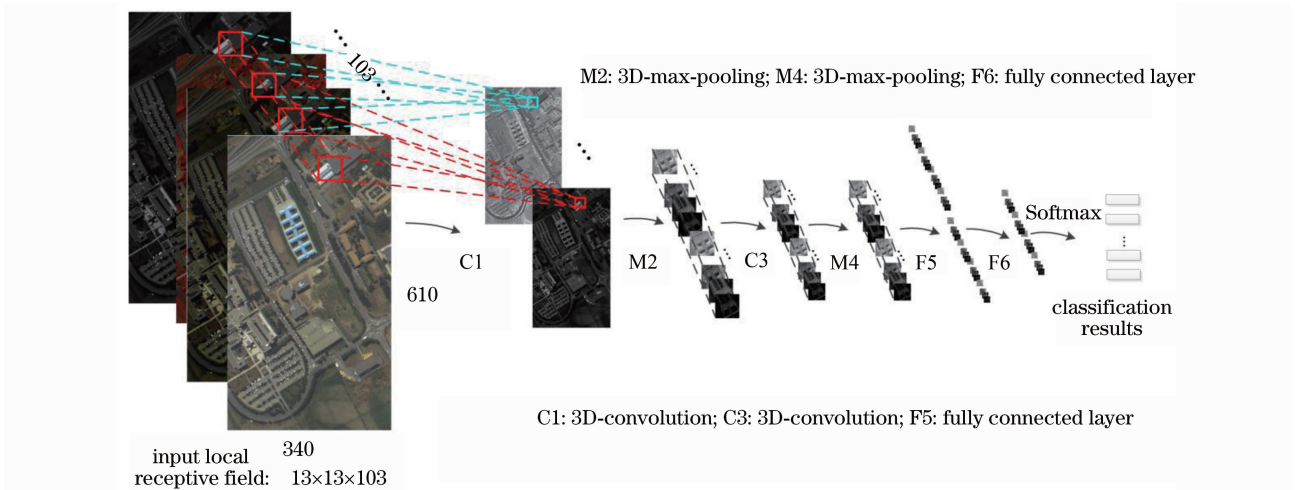 103
M2: 3D-max-pooling; M4: 3D-max-pooling; F6: fully connected layer
C1
610
M2
C3
M4
F5
F6
Softmax
classification
results
C1: 3D-convolution; C3: 3D-convolution; F5: fully connected layer
340
input local
receptive field: 13×13×103